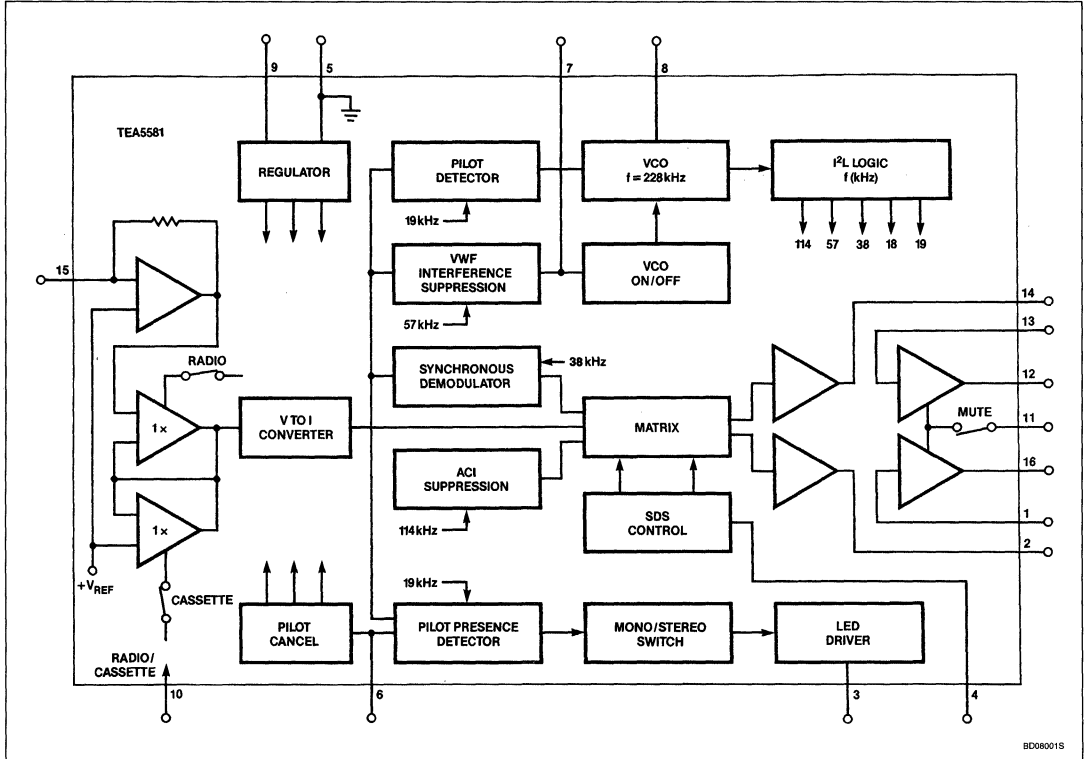 9
5
7
8
TEA5581
REGULATOR
PILOT
DETECTOR
19kHz
VCO
f = 228kHz
I²L LOGIC
f (kHz)
114
57
38
18
19
15
VWF
INTERFERENCE
SUPPRESSION
57kHz
VCO
ON/OFF
14
13
RADIO
SYNCHRONOUS
DEMODULATOR
38kHz
12
1×
V TO I
CONVERTER
MATRIX
MUTE
11
ACI
SUPPRESSION
114kHz
16
1×
SDS
CONTROL
1
2
+VREF
CASSETTE
19kHz
PILOT
CANCEL
PILOT PRESENCE
DETECTOR
MONO/STEREO
SWITCH
LED
DRIVER
RADIO/
CASSETTE
10
6
3
4
BD08001S